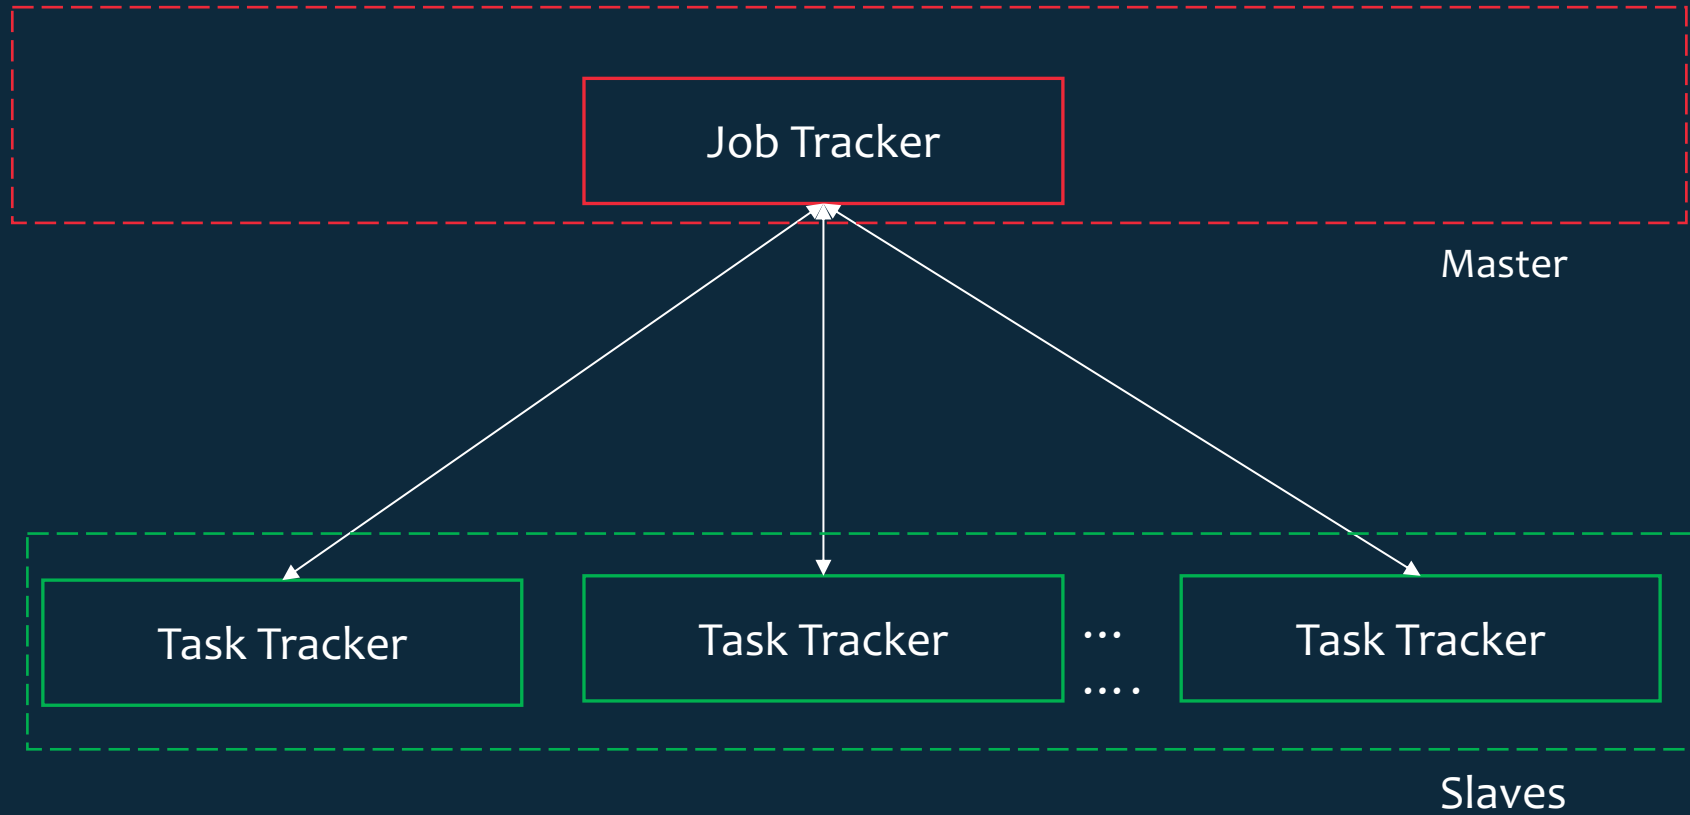 Job Tracker
Master
Task Tracker
Task Tracker
...
....
Task Tracker
Slaves